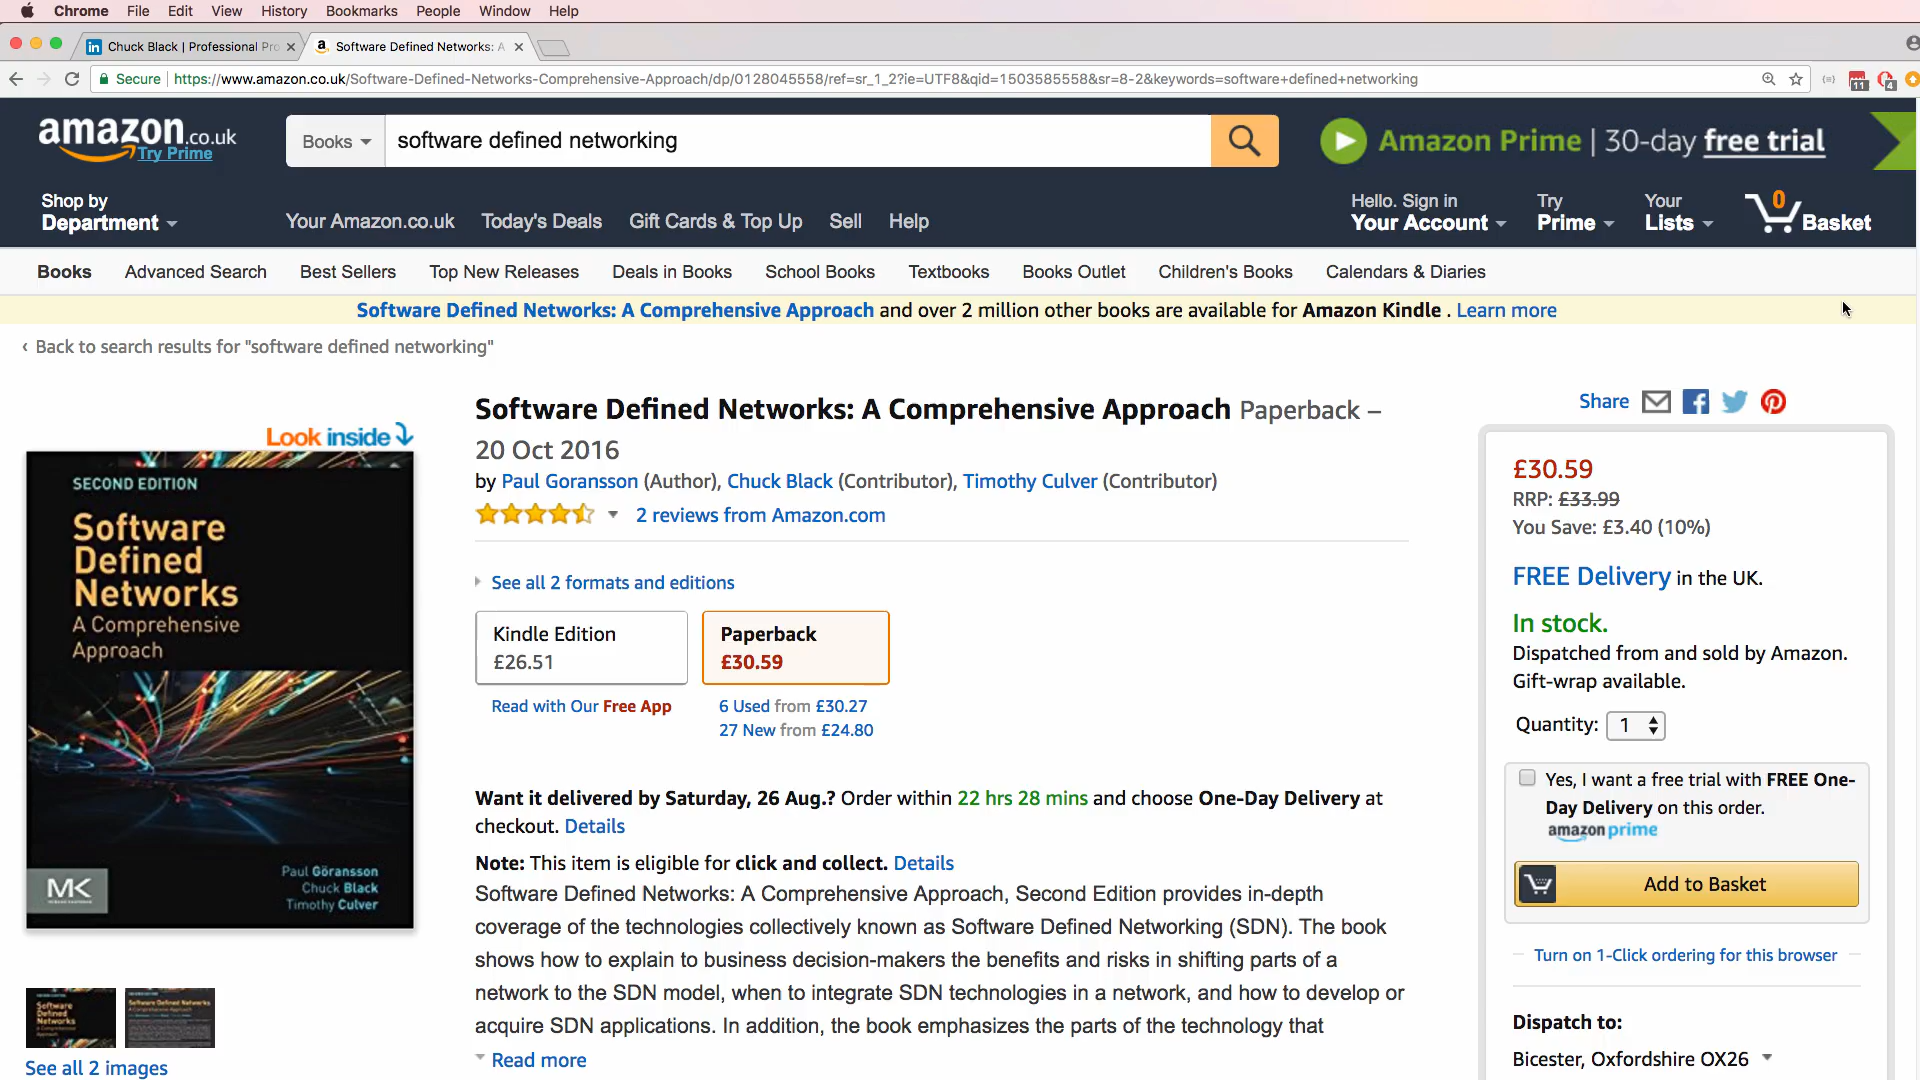 Chrome File Edit View History Bookmarks People Window Help
Chuck Black | Professional Pro
Software Defined Networks: A
Secure https://www.amazon.co.uk/Software-Defined-Networks-Comprehensive-Approach/dp/0128045558/ref=sr_1_2?ie=UTF8&qid=1503585558&sr=8-2&keywords=software+defined+networking
11 4
amazon.co.uk
Try Prime
Books
software defined networking
Amazon Prime | 30-day free trial
Shop by
Department
Your Amazon.co.uk Today's Deals Gift Cards & Top Up Sell Help
Hello. Sign in
Your Account
Try
Prime
Your
Lists
0
Basket
Books Advanced Search Best Sellers Top New Releases Deals in Books School Books Textbooks Books Outlet Children's Books Calendars & Diaries
Software Defined Networks: A Comprehensive Approach and over 2 million other books are available for Amazon Kindle . Learn more
‹ Back to search results for "software defined networking"
Look inside
SECOND EDITION
Software
Defined
Networks
A Comprehensive
Approach
Paul Göransson
Chuck Black
Timothy Culver
MK
See all 2 images
Software Defined Networks: A Comprehensive Approach Paperback –
20 Oct 2016
by Paul Goransson (Author), Chuck Black (Contributor), Timothy Culver (Contributor)
2 reviews from Amazon.com
See all 2 formats and editions
Kindle Edition
£26.51
Paperback
£30.59
Read with Our Free App
6 Used from £30.27
27 New from £24.80
Want it delivered by Saturday, 26 Aug.? Order within 22 hrs 28 mins and choose One-Day Delivery at
checkout. Details
Note: This item is eligible for click and collect. Details
Software Defined Networks: A Comprehensive Approach, Second Edition provides in-depth
coverage of the technologies collectively known as Software Defined Networking (SDN). The book
shows how to explain to business decision-makers the benefits and risks in shifting parts of a
network to the SDN model, when to integrate SDN technologies in a network, and how to develop or
acquire SDN applications. In addition, the book emphasizes the parts of the technology that
Read more
Share
£30.59
RRP: £33.99
You Save: £3.40 (10%)
FREE Delivery in the UK.
In stock.
Dispatched from and sold by Amazon.
Gift-wrap available.
Quantity: 1
Yes, I want a free trial with FREE One-
Day Delivery on this order.
amazon prime
Add to Basket
Turn on 1-Click ordering for this browser
Dispatch to:
Bicester, Oxfordshire OX26